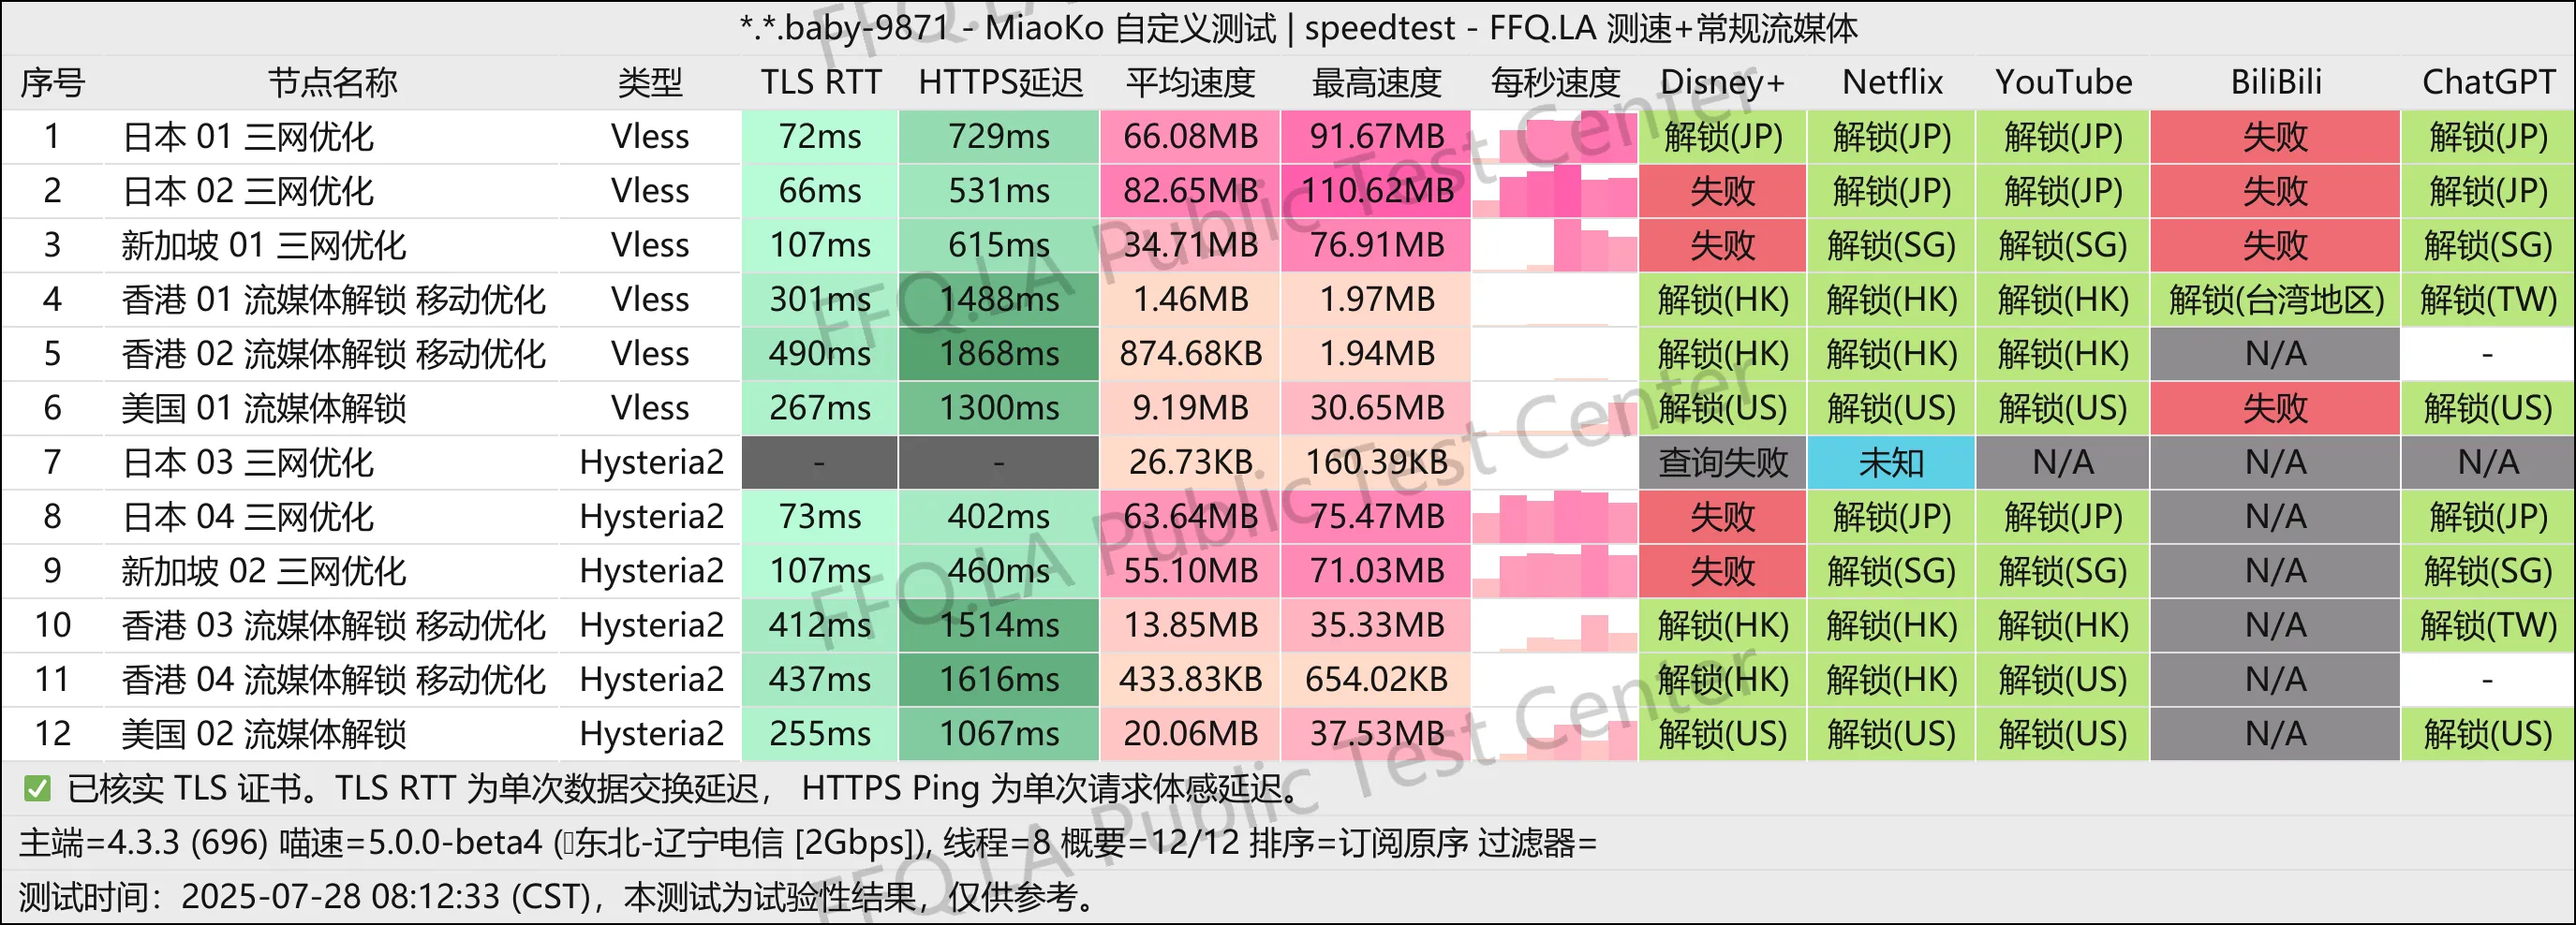 *.*.baby-9871 - MiaoKo 自定义测试 | speedtest - FFQ.LA 测速+常规流媒体
序号 节点名称 类型 TLS RTT HTTPS延迟 平均速度 最高速度 每秒速度 Disney+ Netflix YouTube BiliBili ChatGPT
1 日本 01 三网优化 Vless 72ms 729ms 66.08MB 91.67MB 解锁(JP) 解锁(JP) 解锁(JP) 失败 解锁(JP)
2 日本 02 三网优化 Vless 66ms 531ms 82.65MB 110.62MB 失败 解锁(JP) 解锁(JP) 失败 解锁(JP)
3 新加坡 01 三网优化 Vless 107ms 615ms 34.71MB 76.91MB 失败 解锁(SG) 解锁(SG) 失败 解锁(SG)
4 香港 01 流媒体解锁 移动优化 Vless 301ms 1488ms 1.46MB 1.97MB 解锁(HK) 解锁(HK) 解锁(HK) 解锁(台湾地区) 解锁(TW)
5 香港 02 流媒体解锁 移动优化 Vless 490ms 1868ms 874.68KB 1.94MB 解锁(HK) 解锁(HK) 解锁(HK) N/A -
6 美国 01 流媒体解锁 Vless 267ms 1300ms 9.19MB 30.65MB 解锁(US) 解锁(US) 解锁(US) 失败 解锁(US)
7 日本 03 三网优化 Hysteria2 - - 26.73KB 160.39KB 查询失败 未知 N/A N/A N/A
8 日本 04 三网优化 Hysteria2 73ms 402ms 63.64MB 75.47MB 失败 解锁(JP) 解锁(JP) N/A 解锁(JP)
9 新加坡 02 三网优化 Hysteria2 107ms 460ms 55.10MB 71.03MB 失败 解锁(SG) 解锁(SG) N/A 解锁(SG)
10 香港 03 流媒体解锁 移动优化 Hysteria2 412ms 1514ms 13.85MB 35.33MB 解锁(HK) 解锁(HK) 解锁(HK) N/A 解锁(TW)
11 香港 04 流媒体解锁 移动优化 Hysteria2 437ms 1616ms 433.83KB 654.02KB 解锁(HK) 解锁(HK) 解锁(US) N/A -
12 美国 02 流媒体解锁 Hysteria2 255ms 1067ms 20.06MB 37.53MB 解锁(US) 解锁(US) 解锁(US) N/A 解锁(US)
✅ 已核实 TLS 证书。TLS RTT 为单次数据交换延迟， HTTPS Ping 为单次请求体感延迟。
主端=4.3.3 (696) 喵速=5.0.0-beta4 (▯东北-辽宁电信 [2Gbps]), 线程=8 概要=12/12 排序=订阅原序 过滤器=
测试时间：2025-07-28 08:12:33 (CST)，本测试为试验性结果，仅供参考。
FFQ.LA Public Test Center
FFQ.LA Public Test Center
FFQ.LA Public Test Center